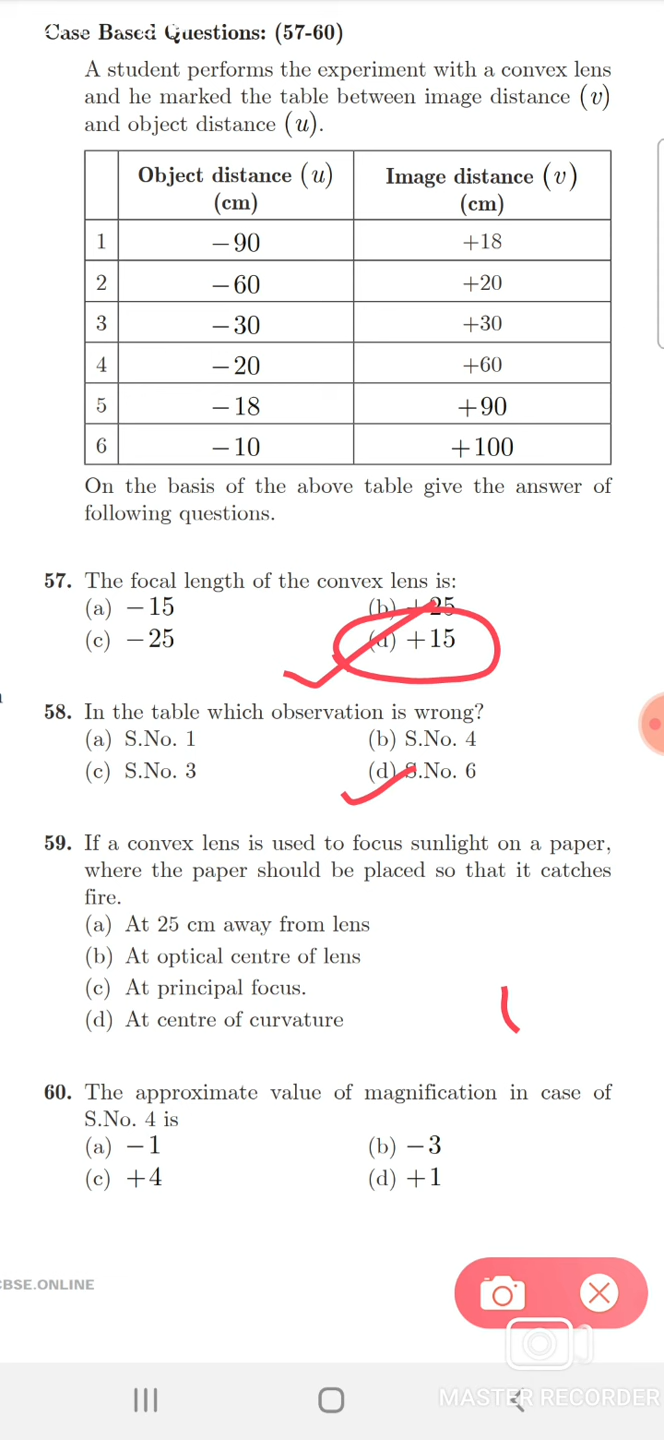 Case Based Questions: (57-60)
A student performs the experiment with a convex lens
and he marked the table between image distance (v)
and object distance (u).
Object distance (u) (cm) Image distance (v) (cm)
1 −90 +18
2 −60 +20
3 −30 +30
4 −20 +60
5 −18 +90
6 −10 +100
On the basis of the above table give the answer of
following questions.
57. The focal length of the convex lens is:
(a) −15 (b) +25
(c) −25 (d) +15
58. In the table which observation is wrong?
(a) S.No. 1 (b) S.No. 4
(c) S.No. 3 (d) S.No. 6
59. If a convex lens is used to focus sunlight on a paper,
where the paper should be placed so that it catches
fire.
(a) At 25 cm away from lens
(b) At optical centre of lens
(c) At principal focus.
(d) At centre of curvature
60. The approximate value of magnification in case of
S.No. 4 is
(a) −1 (b) −3
(c) +4 (d) +1
CBSE.ONLINE
MASTER RECORDER